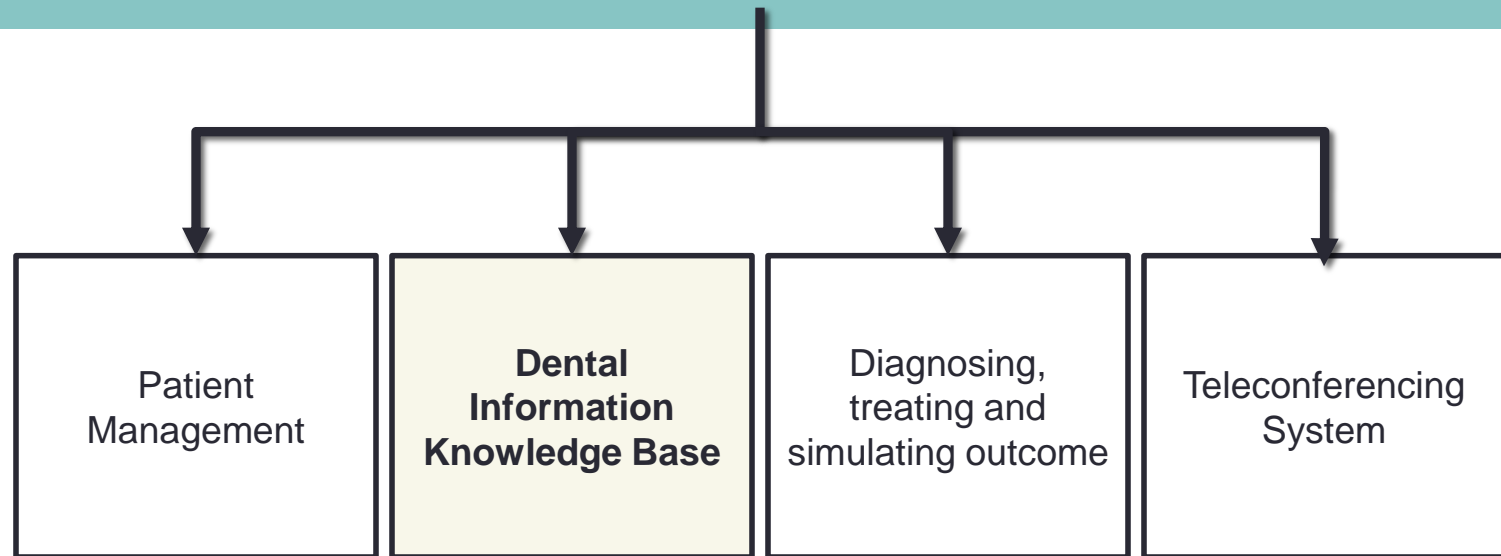 Patient
Management
Dental
Information
Knowledge Base
Diagnosing,
treating and
simulating outcome
Teleconferencing
System